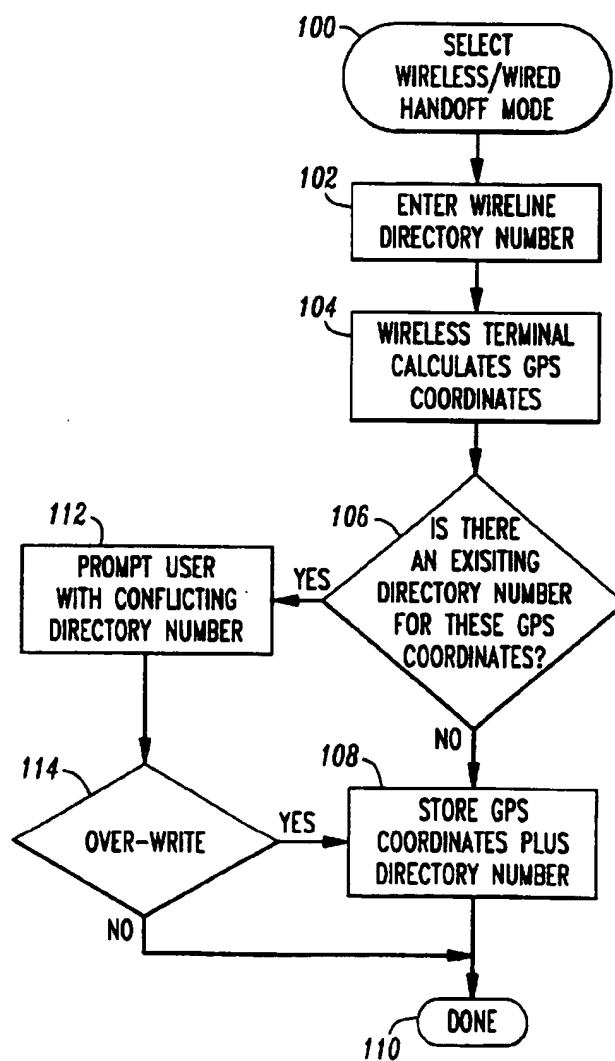 100
SELECT
WIRELESS/WIRED
HANDOFF MODE
102
ENTER WIRELINE
DIRECTORY NUMBER
104
WIRELESS TERMINAL
CALCULATES GPS
COORDINATES
106
IS THERE
AN EXISITING
DIRECTORY NUMBER
FOR THESE GPS
COORDINATES?
YES
NO
112
PROMPT USER
WITH CONFLICTING
DIRECTORY NUMBER
114
OVER-WRITE
YES
NO
108
STORE GPS
COORDINATES PLUS
DIRECTORY NUMBER
DONE
110